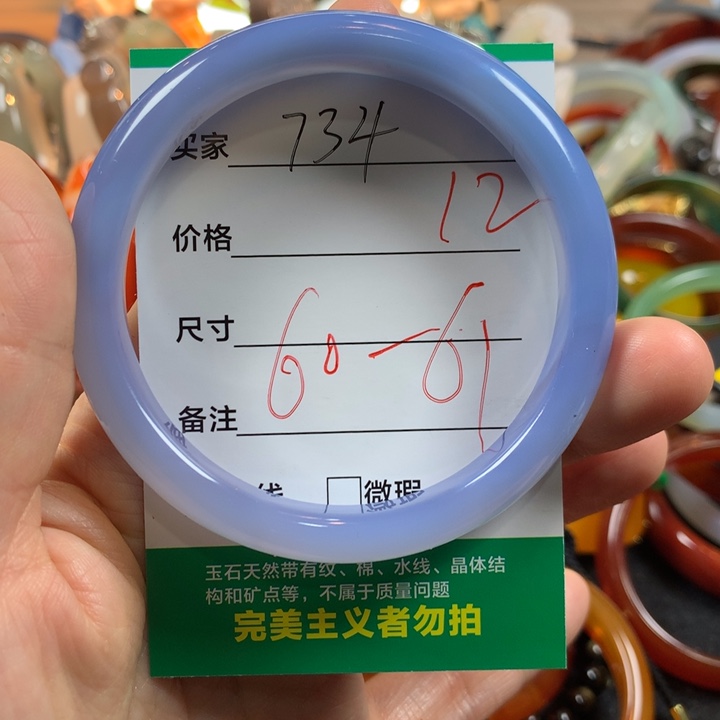 买家 734
12
价格
尺寸 60-61
备注
线 微瑕
玉石天然带有纹、棉、水线、晶体结
构和矿点等，不属于质量问题
完美主义者勿拍